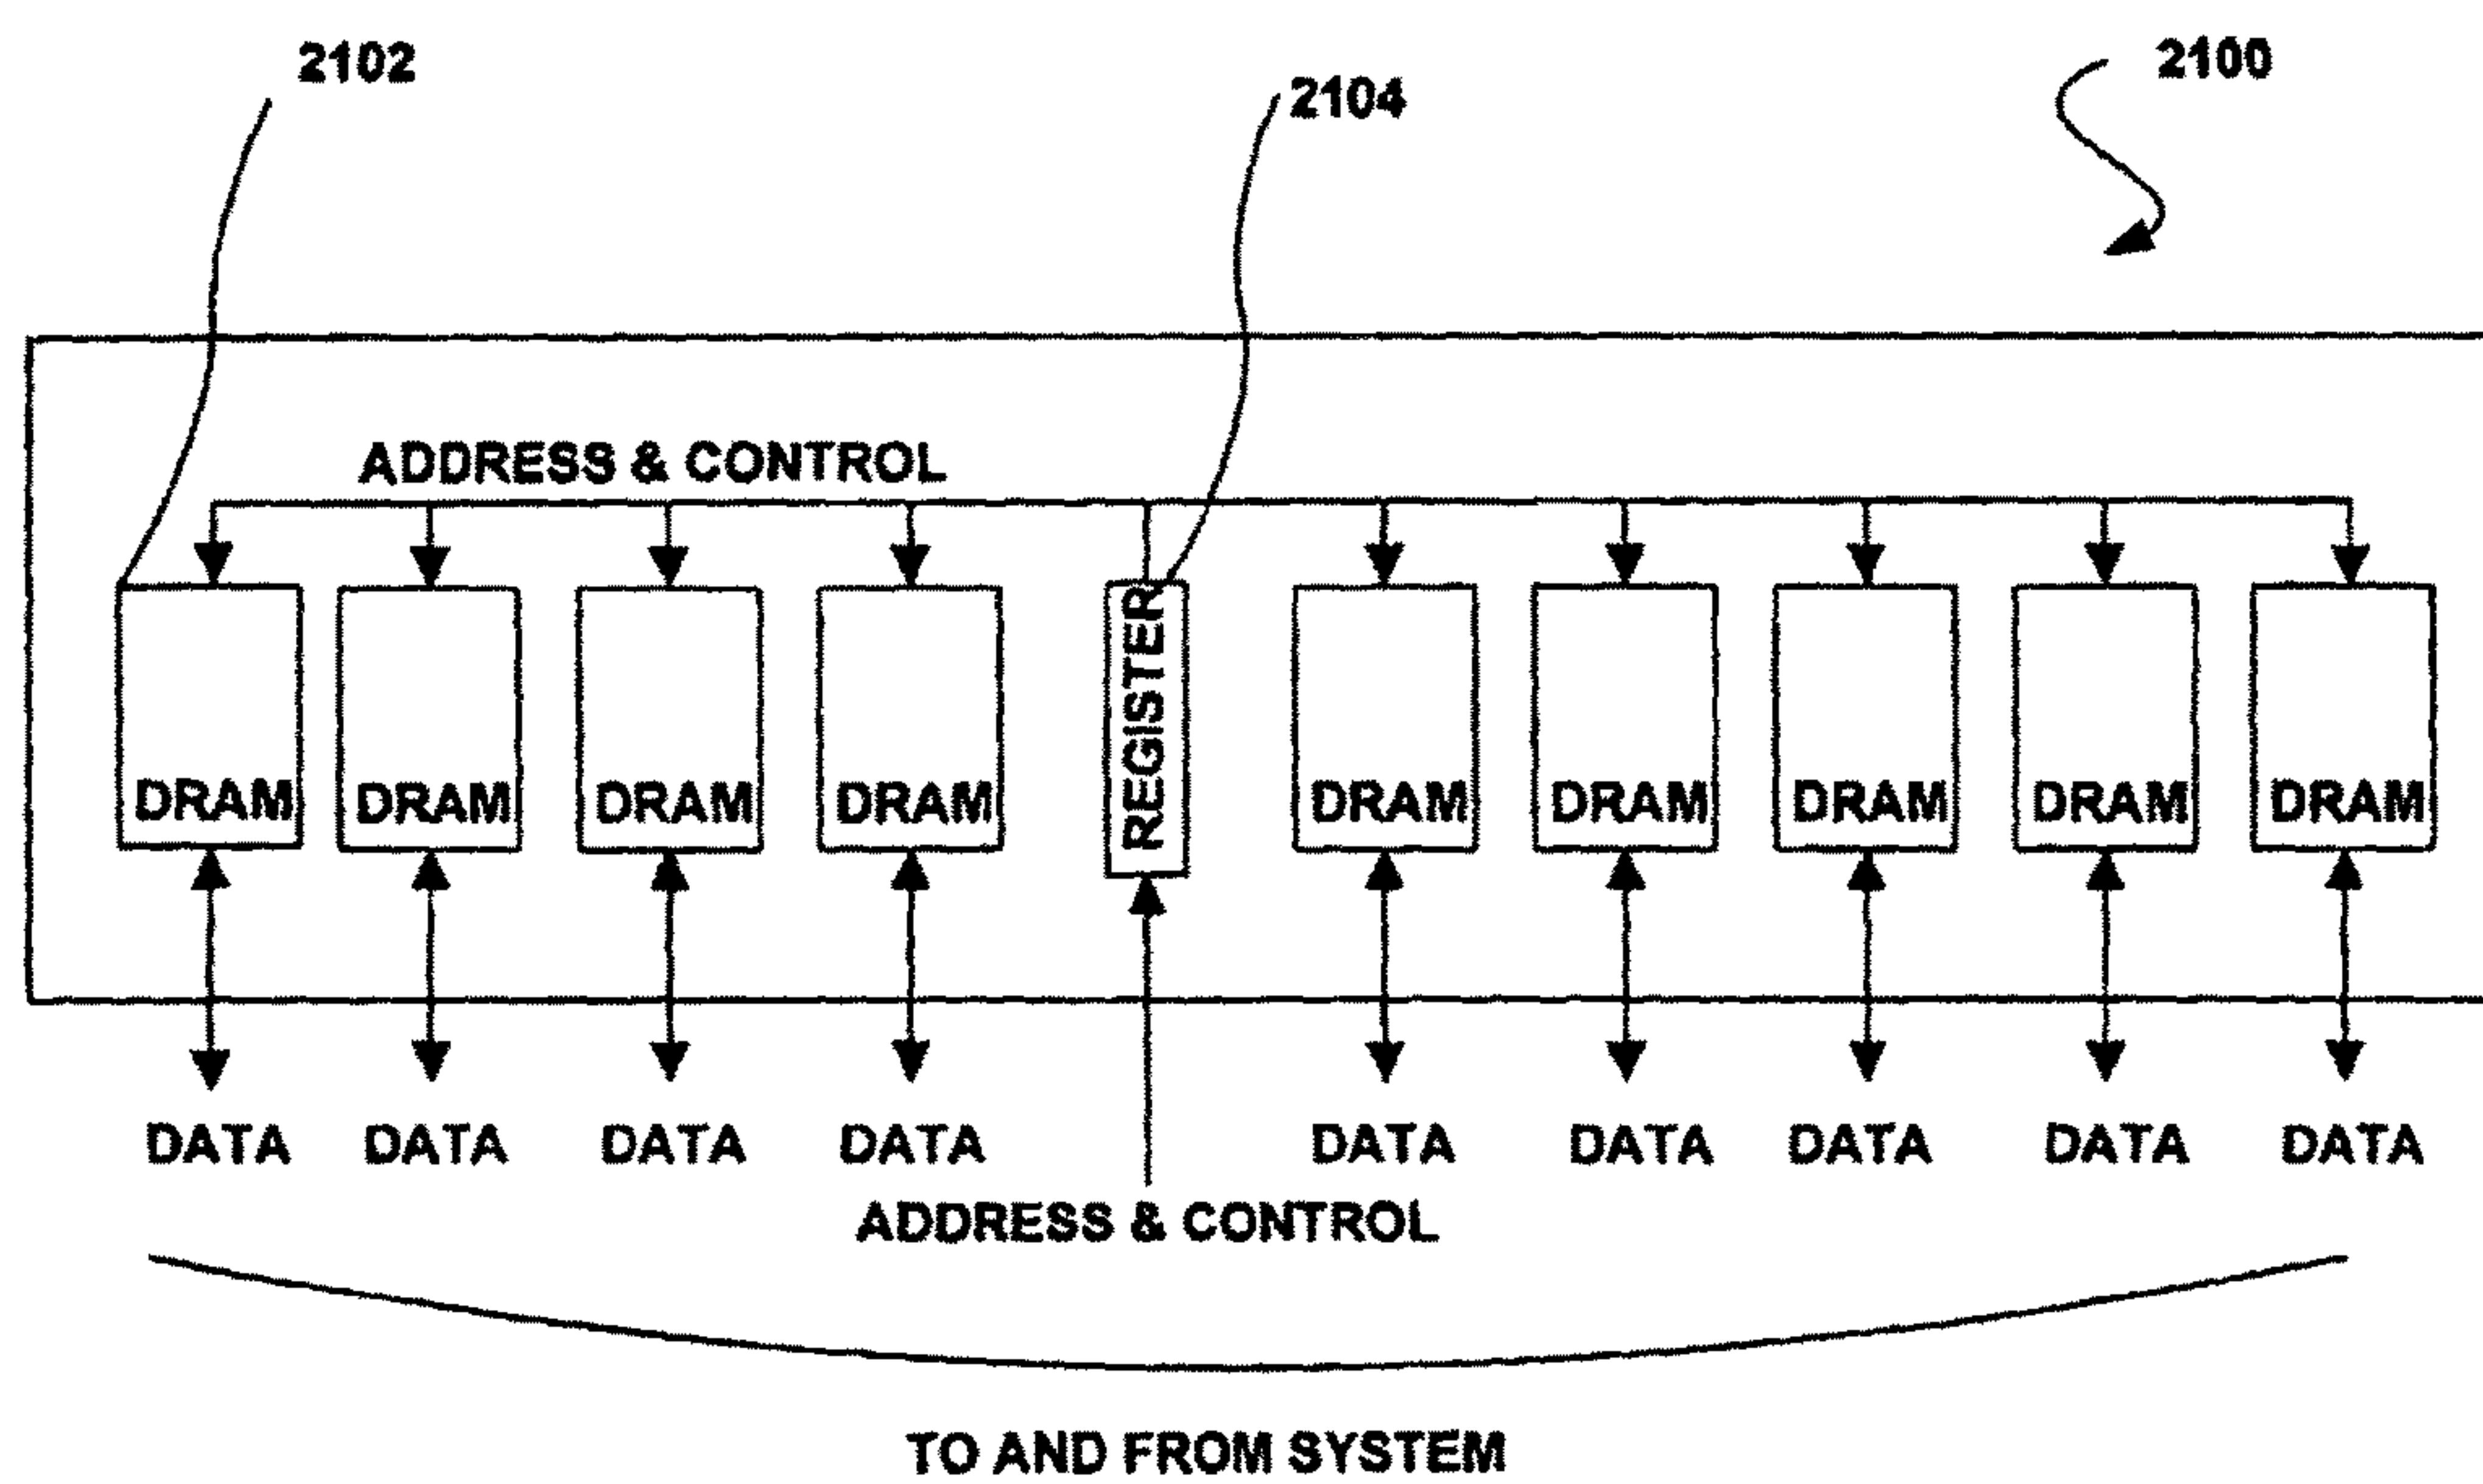 2102
2104
2100
ADDRESS & CONTROL
REGISTER
DRAM DRAM DRAM DRAM DRAM DRAM DRAM DRAM DRAM
DATA DATA DATA DATA DATA DATA DATA DATA DATA
ADDRESS & CONTROL
TO AND FROM SYSTEM